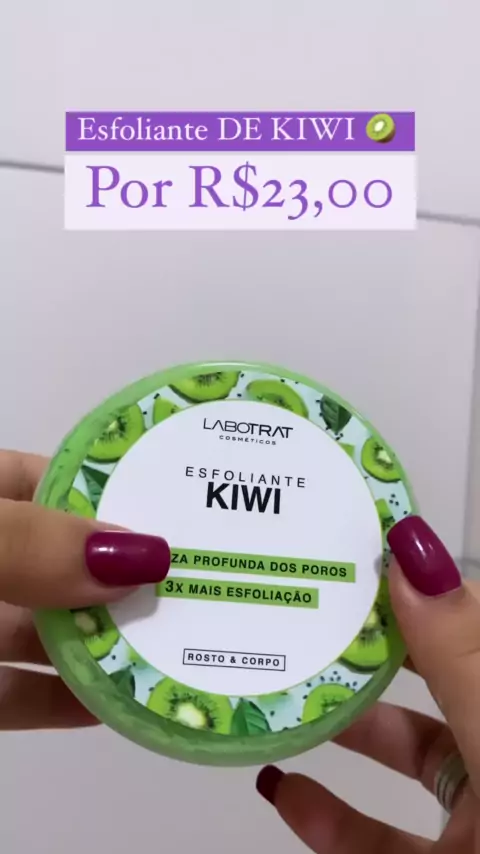 Esfoliante DE KIWI 🥝
Por R$23,00
LABOTRAT
COSMÉTICOS
ESFOLIANTE
KIWI
ZA PROFUNDA DOS POROS
3X MAIS ESFOLIAÇÃO
ROSTO & CORPO